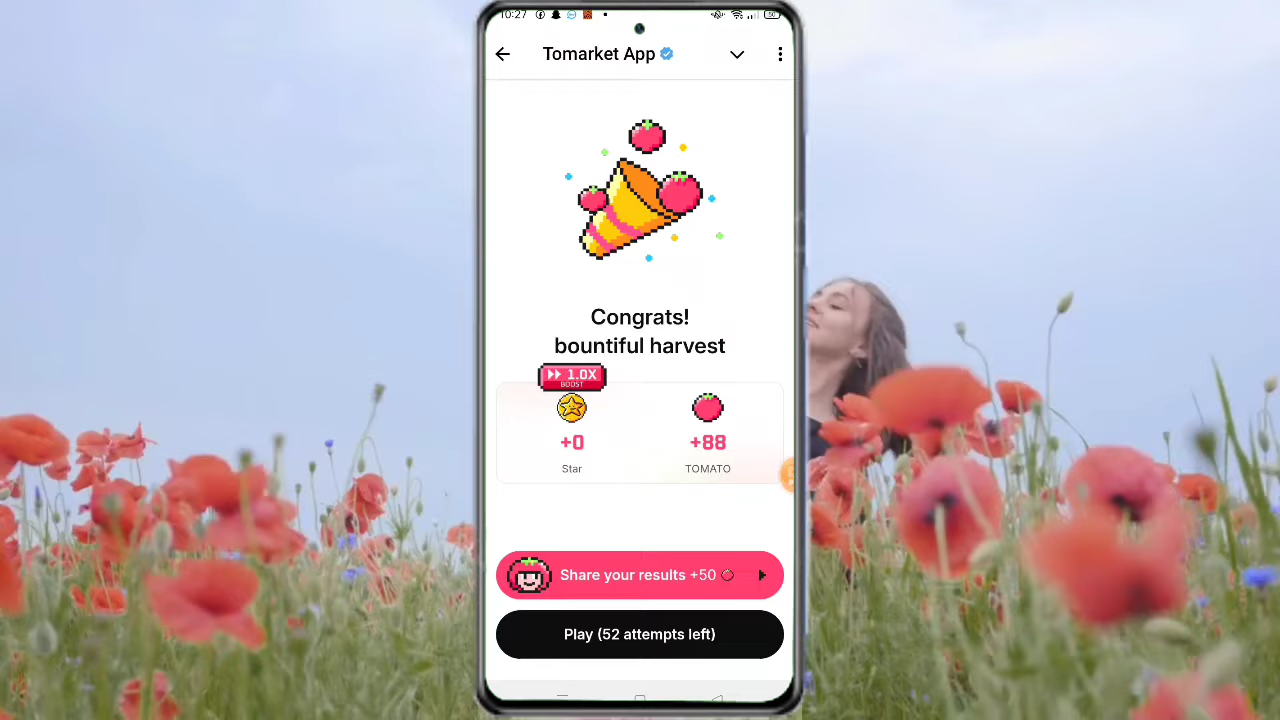 10:27
50
Tomarket App
Congrats!
bountiful harvest
1.0X
BOOST
+0
+88
Star
TOMATO
Share your results +50
Play (52 attempts left)